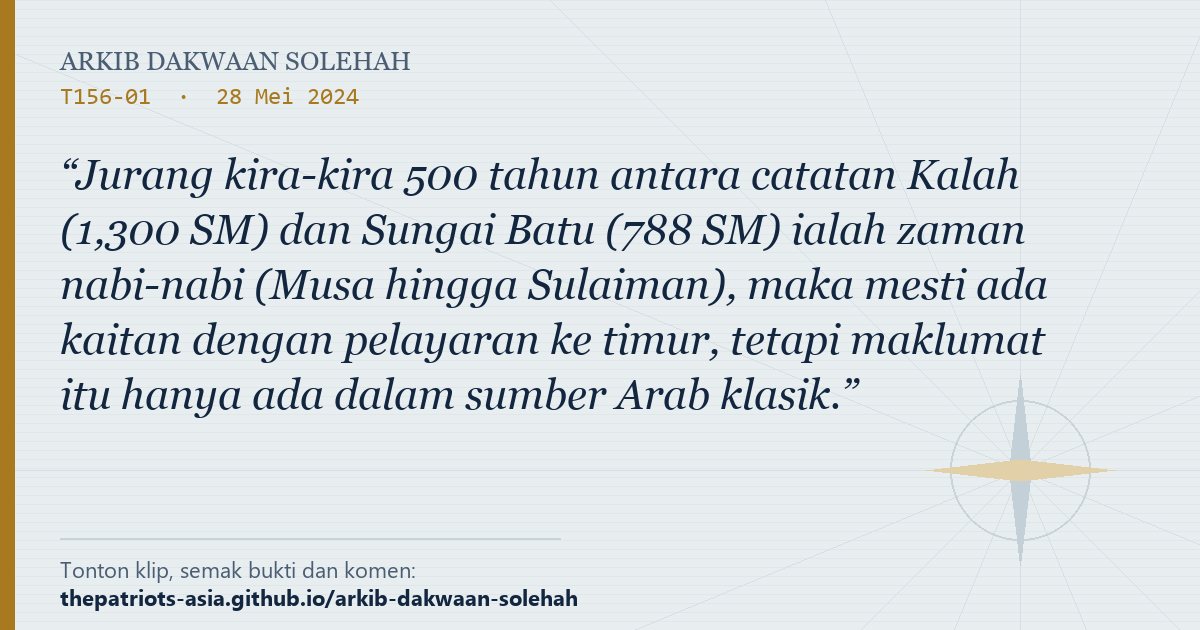 ARKIB DAKWAAN SOLEHAH
T156-01 · 28 Mei 2024
“Jurang kira-kira 500 tahun antara catatan Kalah
(1,300 SM) dan Sungai Batu (788 SM) ialah zaman
nabi-nabi (Musa hingga Sulaiman), maka mesti ada
kaitan dengan pelayaran ke timur, tetapi maklumat
itu hanya ada dalam sumber Arab klasik.”
Tonton klip, semak bukti dan komen:
thepatriots-asia.github.io/arkib-dakwaan-solehah